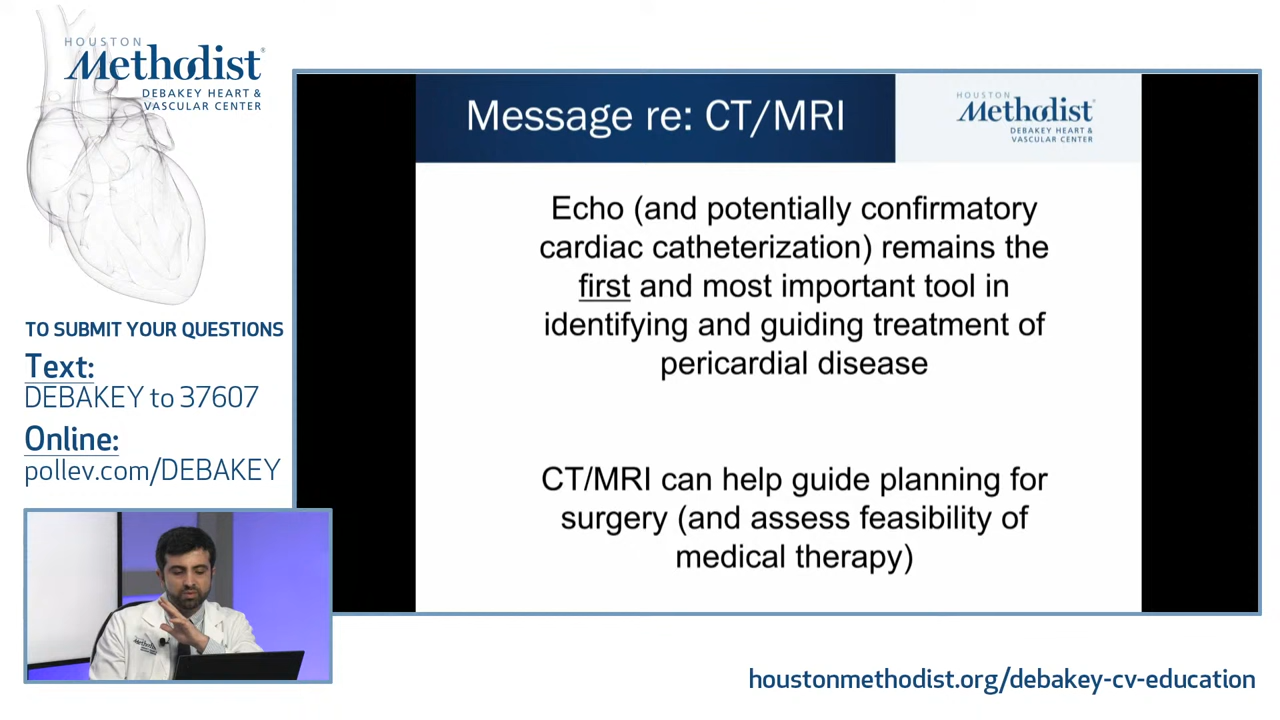 HOUSTON
Methodist®
DEBAKEY HEART &
VASCULAR CENTER
TO SUBMIT YOUR QUESTIONS
Text:
DEBAKEY to 37607
Online:
pollev.com/DEBAKEY
Message re: CT/MRI
HOUSTON
Methodist®
DEBAKEY HEART &
VASCULAR CENTER
Echo (and potentially confirmatory
cardiac catheterization) remains the
first and most important tool in
identifying and guiding treatment of
pericardial disease
CT/MRI can help guide planning for
surgery (and assess feasibility of
medical therapy)
Methodist
houstonmethodist.org/debakey-cv-education